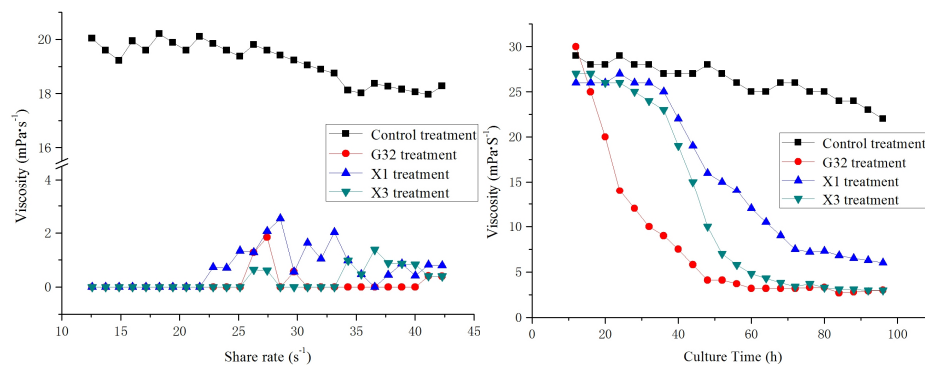 20
18
16
4
2
0
Viscosity (mPa·s⁻¹)
Control treatment
G32 treatment
X1 treatment
X3 treatment
10 15 20 25 30 35 40 45
Share rate (s⁻¹)
30
25
20
15
10
5
0
Viscosity (mPa·S⁻¹)
Control treatment
G32 treatment
X1 treatment
X3 treatment
0 20 40 60 80 100
Culture Time (h)